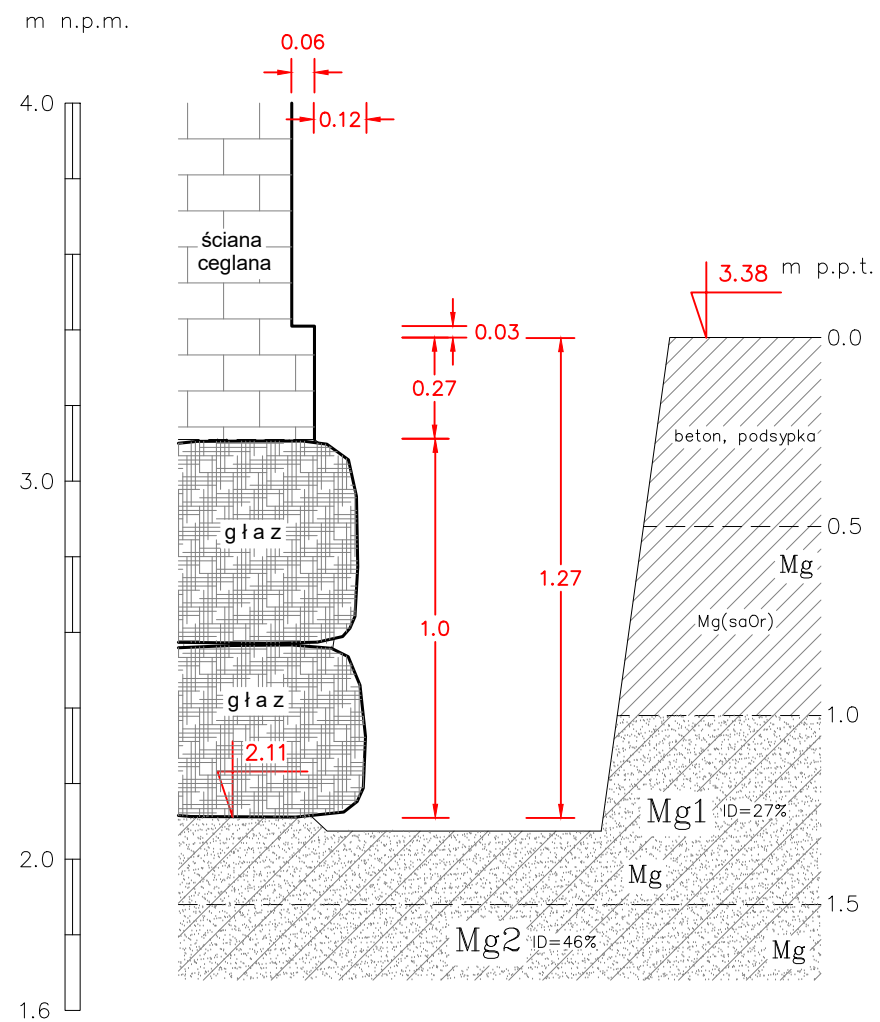 m n.p.m.
0.06
4.0
0.12
ściana
ceglana
3.38
m p.p.t.
0.03
0.0
0.27
beton, podsypka
3.0
głaz
0.5
Mg
1.27
Mg(saOr)
1.0
głaz
1.0
2.11
Mg1 ID=27%
2.0
Mg
1.5
Mg2 ID=46%
Mg
1.6